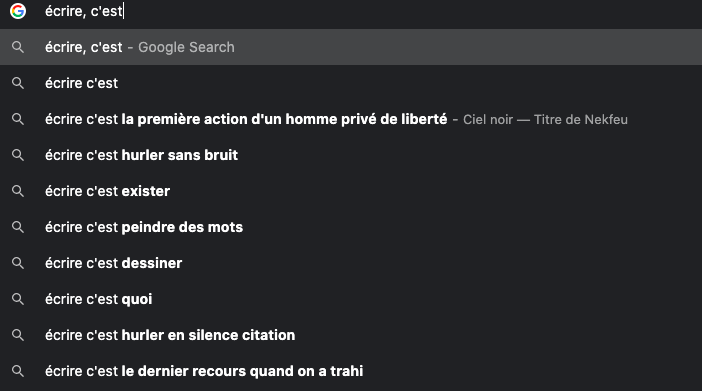 écrire, c'est
écrire, c'est - Google Search
écrire c'est
écrire c'est la première action d'un homme privé de liberté - Ciel noir — Titre de Nekfeu
écrire c'est hurler sans bruit
écrire c'est exister
écrire c'est peindre des mots
écrire c'est dessiner
écrire c'est quoi
écrire c'est hurler en silence citation
écrire c'est le dernier recours quand on a trahi